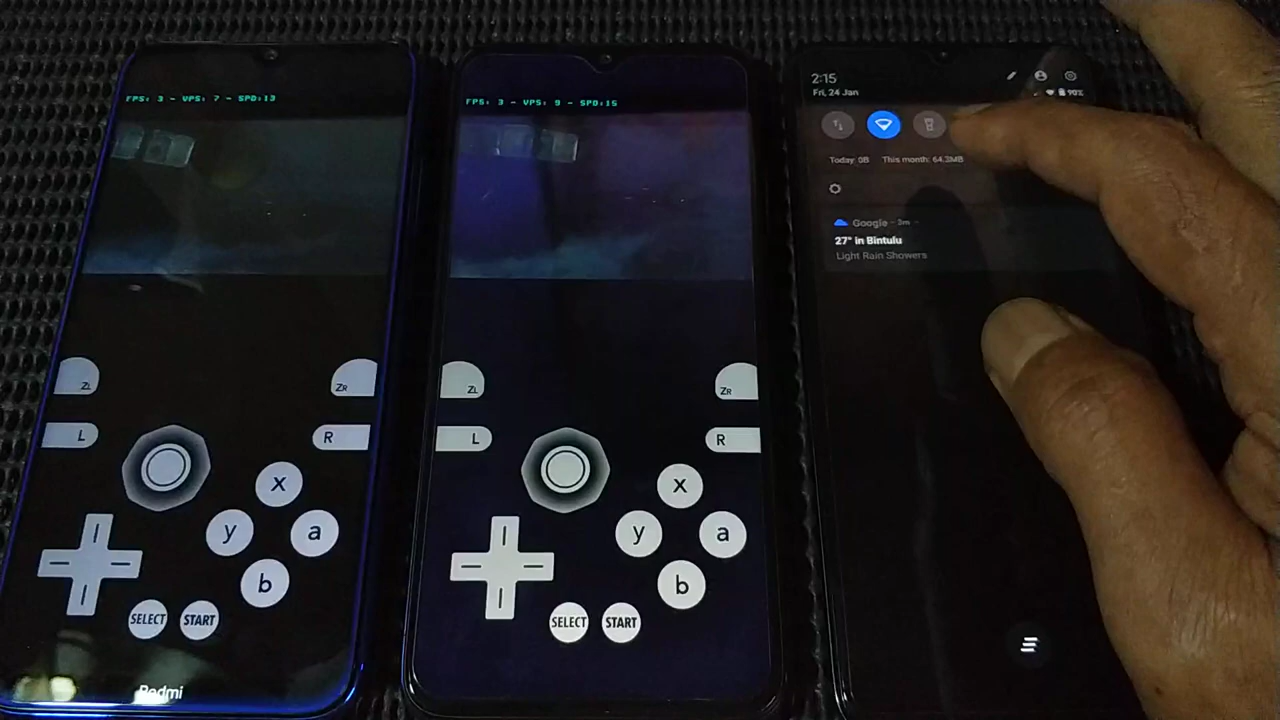 FPS: 3 - VPS: 7 - SPD:13
ZL
ZR
L
R
x
y
a
b
SELECT
START
Redmi
FPS: 3 - VPS: 9 - SPD:15
ZL
ZR
L
R
x
y
a
b
SELECT
START
2:15
Fri, 24 Jan
90%
Today: 0B This month: 64.3MB
Google - 3m
27° in Bintulu
Light Rain Showers